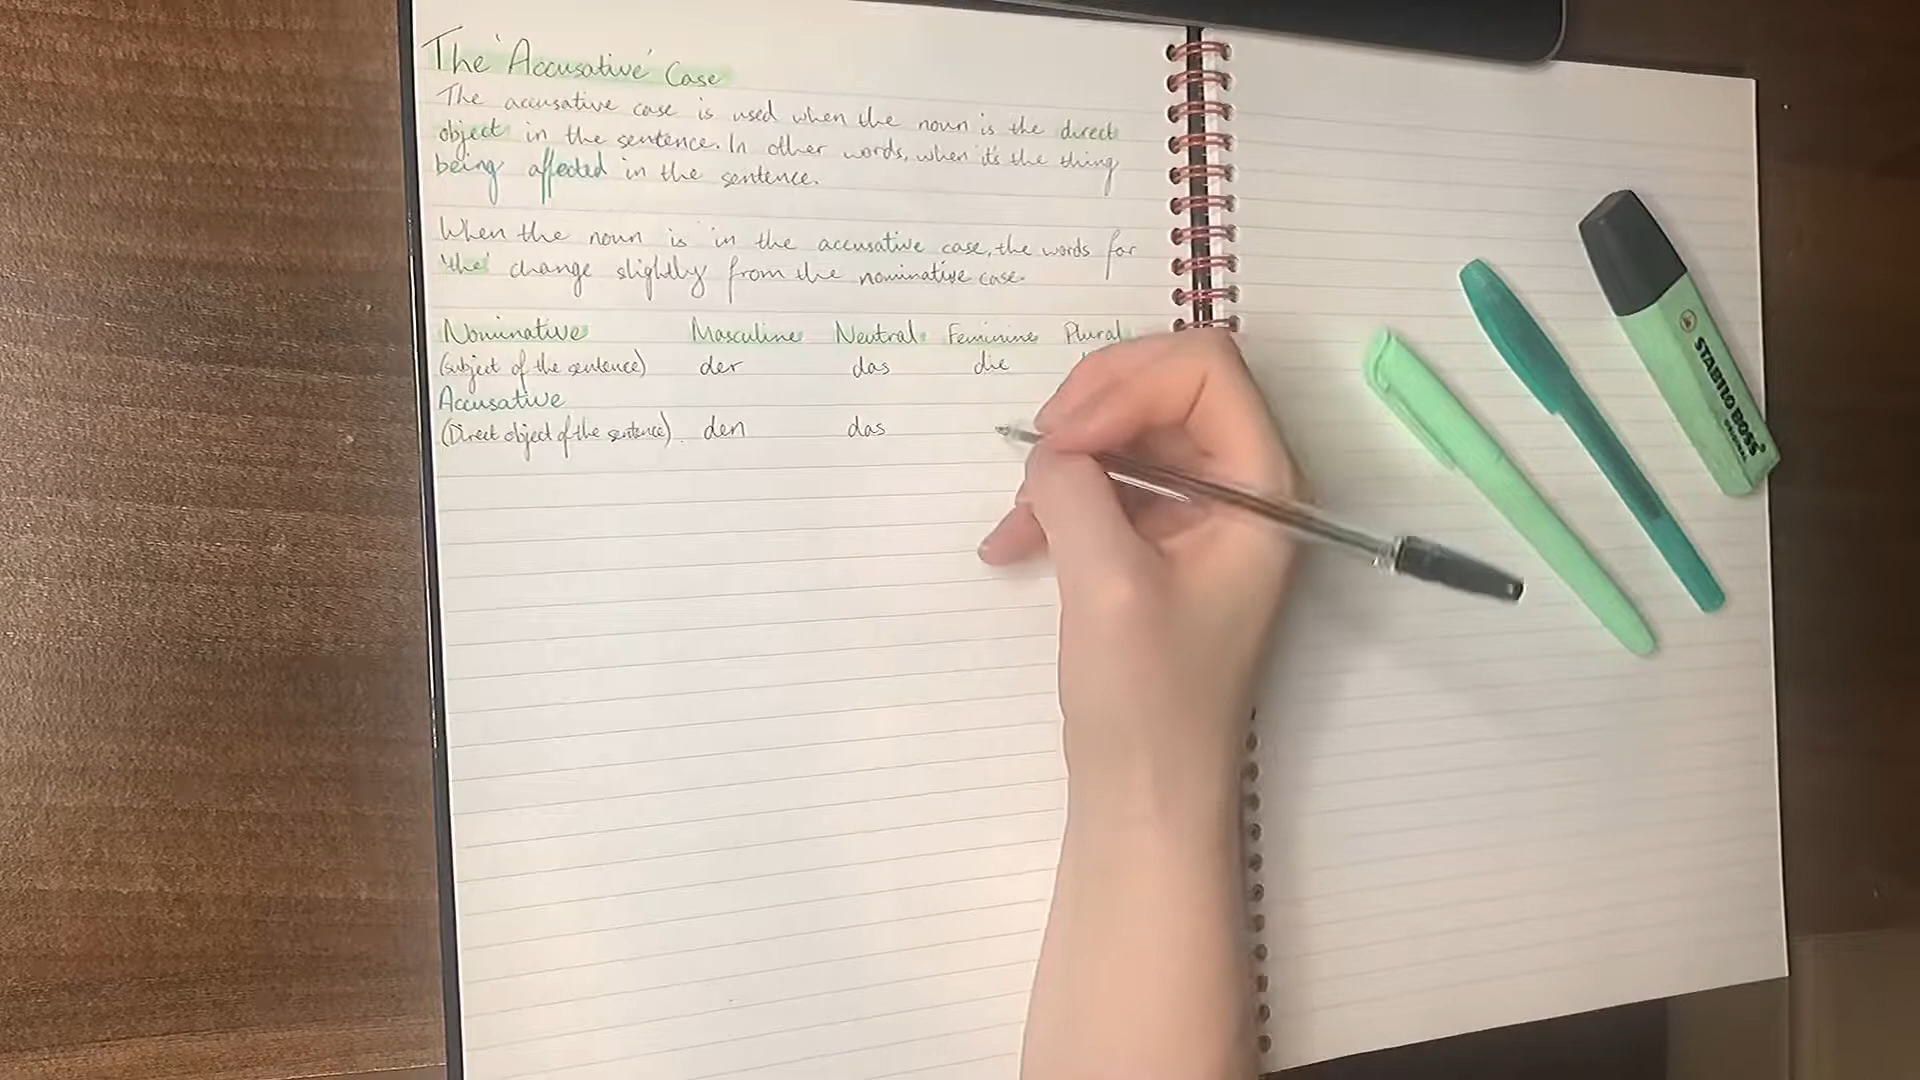 The 'Accusative' Case
The accusative case is used when the noun is the direct
object in the sentence. In other words, when it's the thing
being affected in the sentence.
When the noun is in the accusative case, the words for
'the' change slightly from the nominative case.
Nominative Masculine Neutral Feminine Plural
(subject of the sentence) der das die
Accusative
(Direct object of the sentence). den das
STABILO BOSS
ORIGINAL